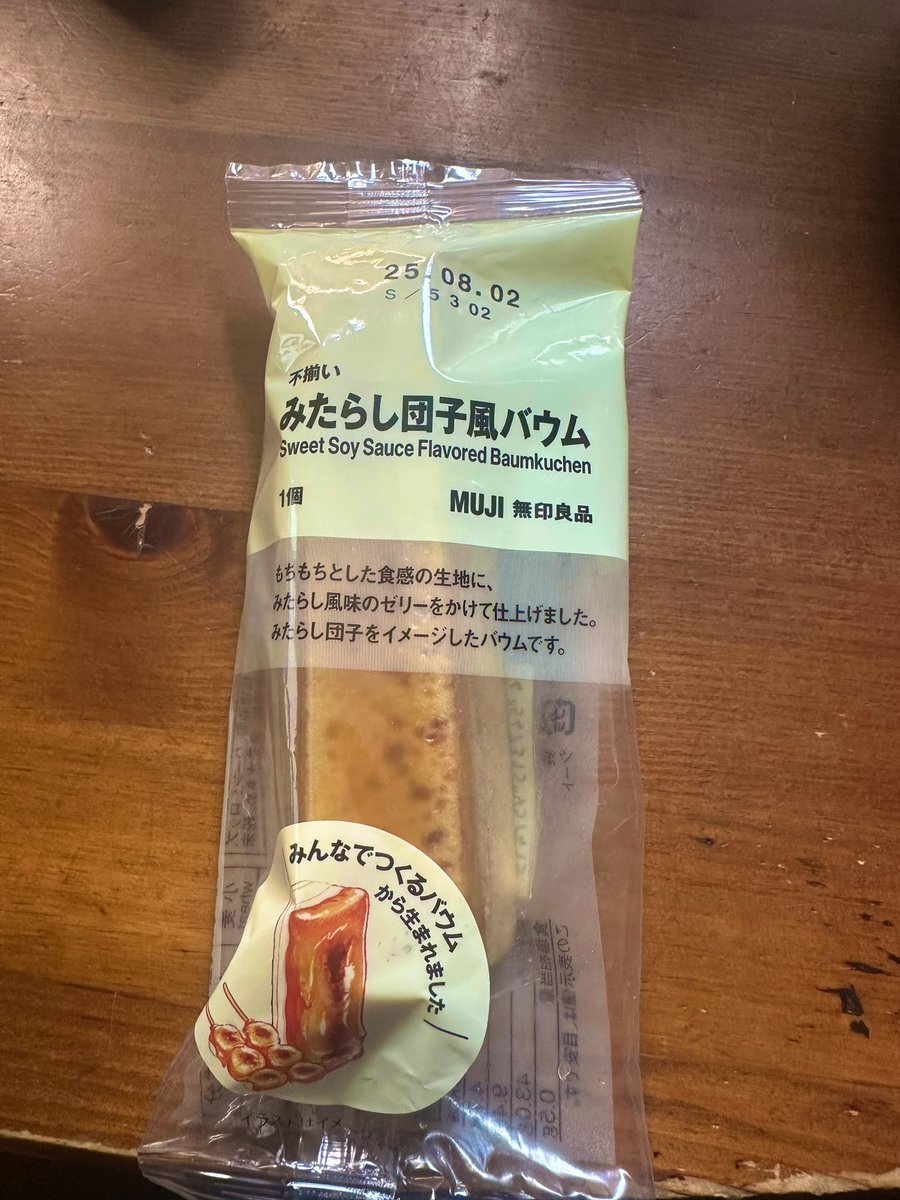 25.08.02
S/5302
不揃い
みたらし団子風バウム
Sweet Soy Sauce Flavored Baumkuchen
1個
MUJI 無印良品
もちもちとした食感の生地に、
みたらし風味のゼリーをかけて仕上げました。
みたらし団子をイメージしたバウムです。
みんなでつくるバウム
から生まれました